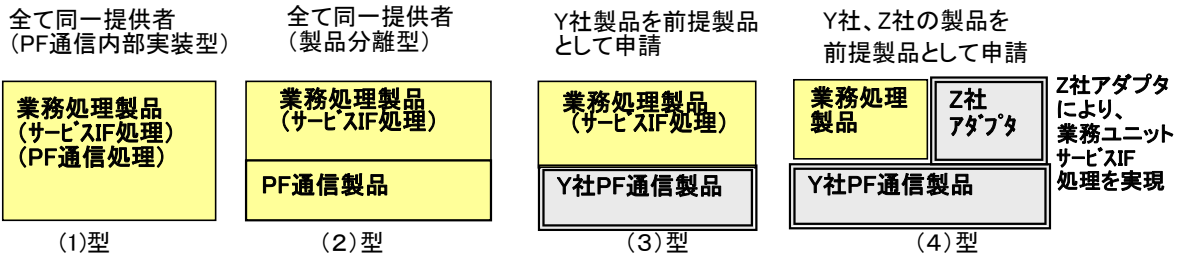 全て同一提供者
（PF通信内部実装型）
全て同一提供者
（製品分離型）
Y社製品を前提製品
として申請
Y社、Z社の製品を
前提製品として申請
業務処理製品
（サービスIF処理）
（PF通信処理）
業務処理製品
（サービスIF処理）
PF通信製品
業務処理製品
（サービスIF処理）
Y社PF通信製品
業務処理
製品
Z社
アダプタ
Y社PF通信製品
Z社アダプタ
により、
業務ユニット
サービスIF
処理を実現
（1)型
（２）型
（３）型
（４）型